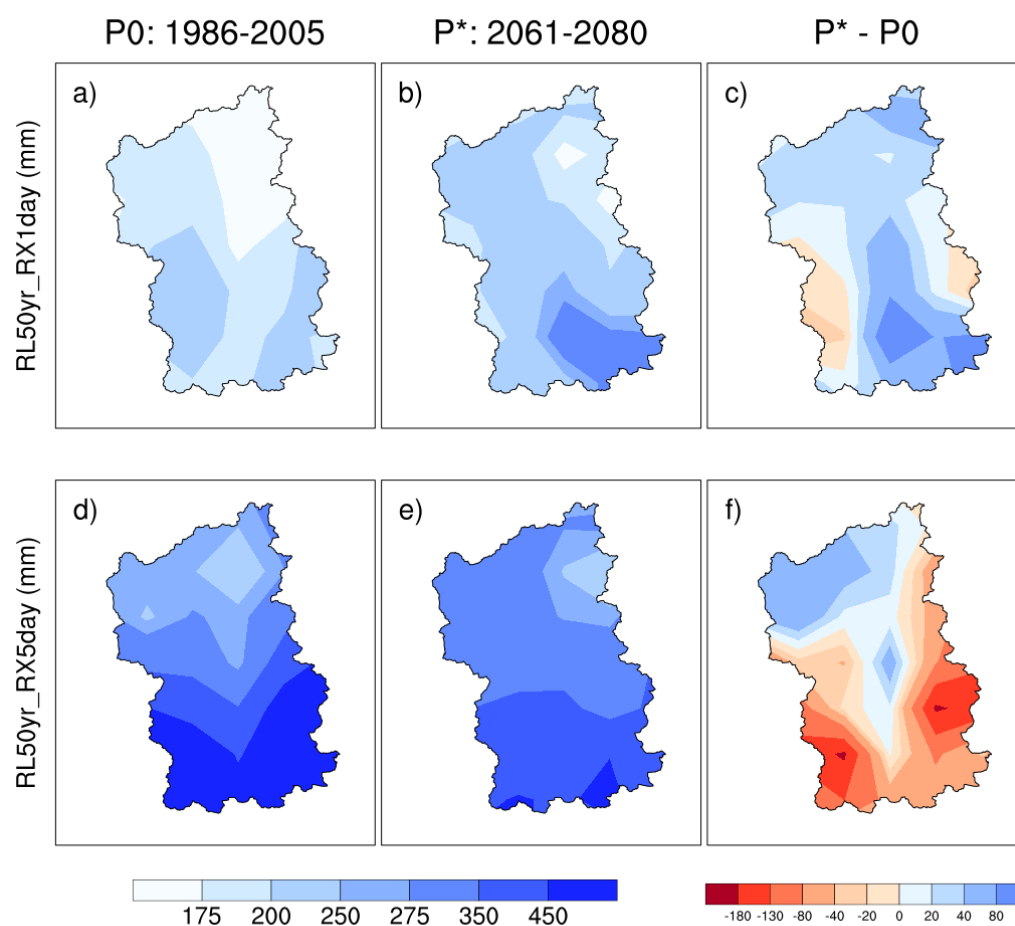 P0: 1986-2005 P*: 2061-2080 P* - P0
RL50yr_RX1day (mm)
a) b) c)
RL50yr_RX5day (mm)
d) e) f)
175 200 250 275 350 450
-180 -130 -80 -40 -20 0 20 40 80